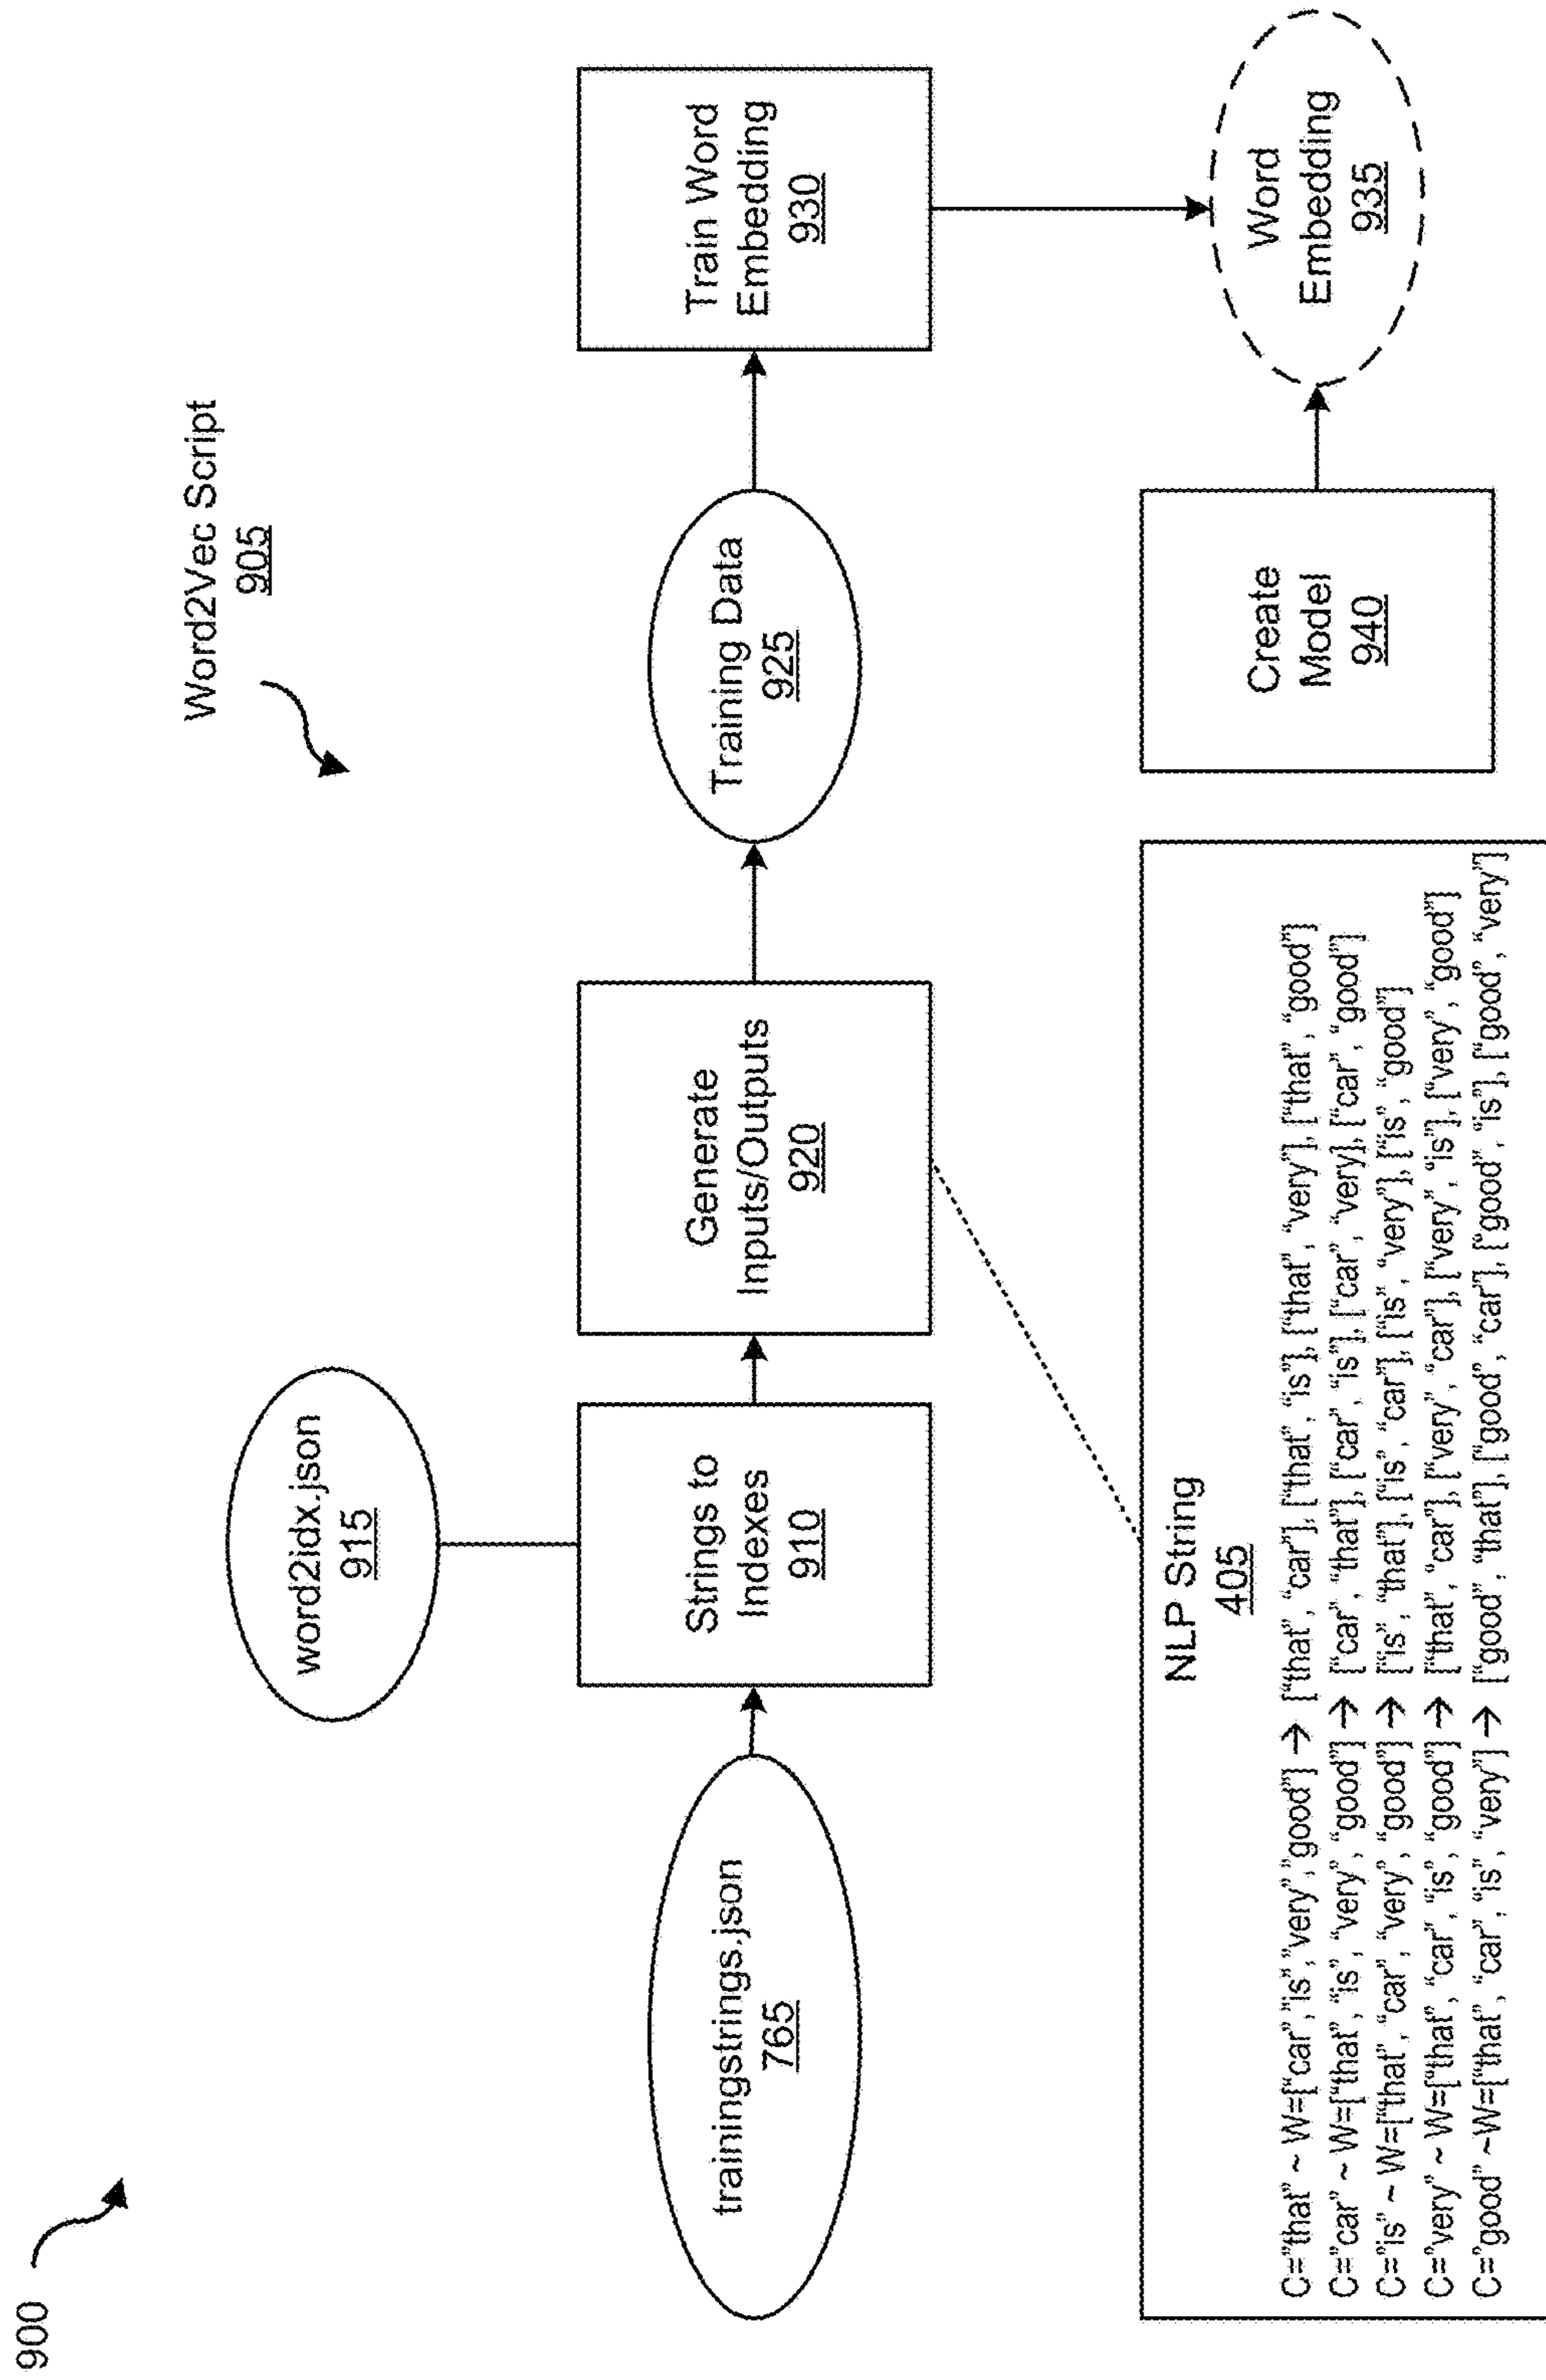 900
Word2Vec Script
905
word2idx.json
915
trainingstrings.json
765
Strings to
Indexes
910
Generate
Inputs/Outputs
920
Training Data
925
Train Word
Embedding
930
NLP String
405
C=”that” ~ W=[“car”,”is”,”very”,”good”] → [“that”, “car”], [“that”, “is”], [“that”, “very”], [“that”, “good”]
C=”car” ~ W=[“that”, “is”, “very”, “good”] → [“car”, “that”], [“car”, “is”], [“car”, “very], [“car”, “good”]
C=”is” ~ W=[“that”, “car”, “very”, “good”] → [“is”, “that”], [“is”, “car], [“is”, “very”], [“is”, “good”]
C=”very” ~ W=[“that”, “car”, “is”, “good”] → [“that”, “car”], [“very”, “car”], [“very”, “is”], [“very”, “good”]
C=”good” ~W=[“that”, “car”, “is”, “very”] → [“good”, “that”], [“good”, “car], [“good”, “is”], [“good”, “very”]
Create
Model
940
Word
Embedding
935